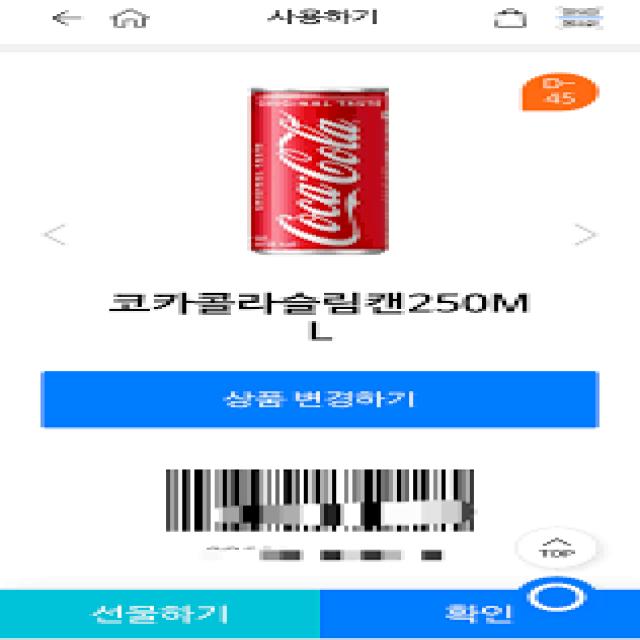 사용하기
D-
45
ORIGINAL TASTE
Coca-Cola
코카콜라슬림캔250M
L
상품 변경하기
TOP
선물하기
확인